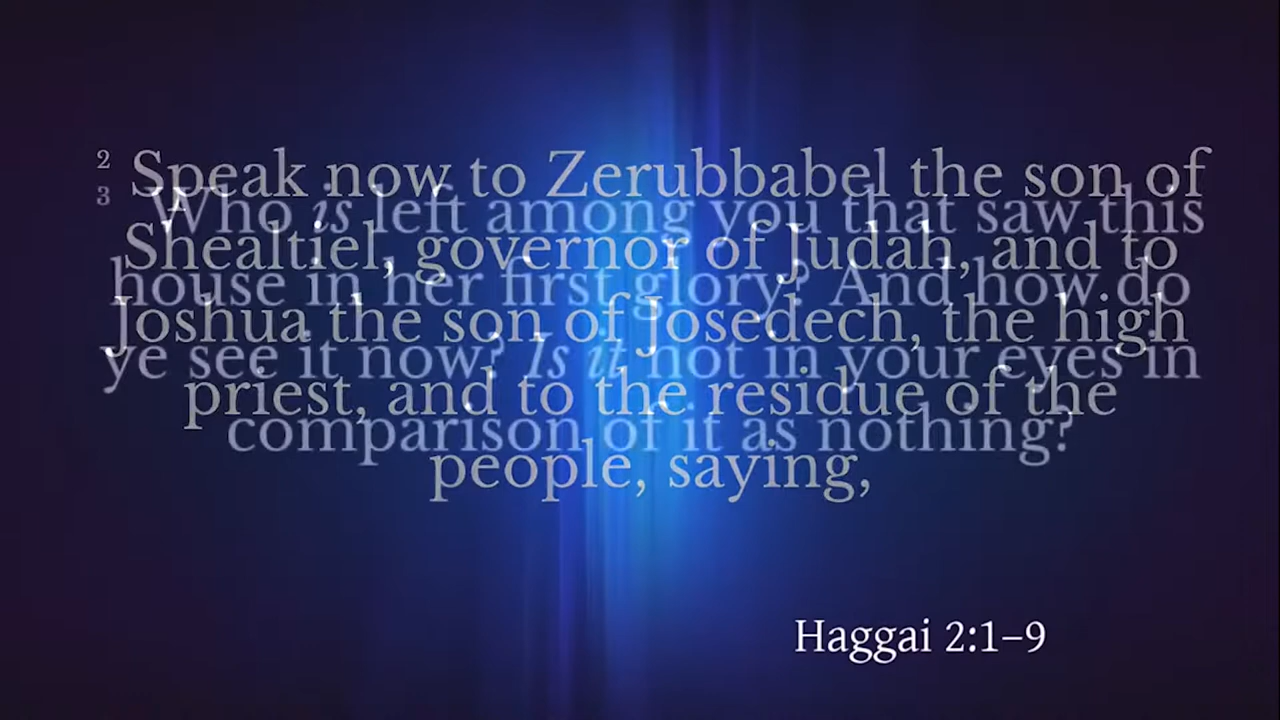 2 Speak now to Zerubbabel the son of
Shealtiel, governor of Judah, and to
Joshua the son of Josedech, the high
priest, and to the residue of the
people, saying,
3 Who is left among you that saw this
house in her first glory? And how do
ye see it now? Is it not in your eyes in
comparison of it as nothing?
Haggai 2:1–9